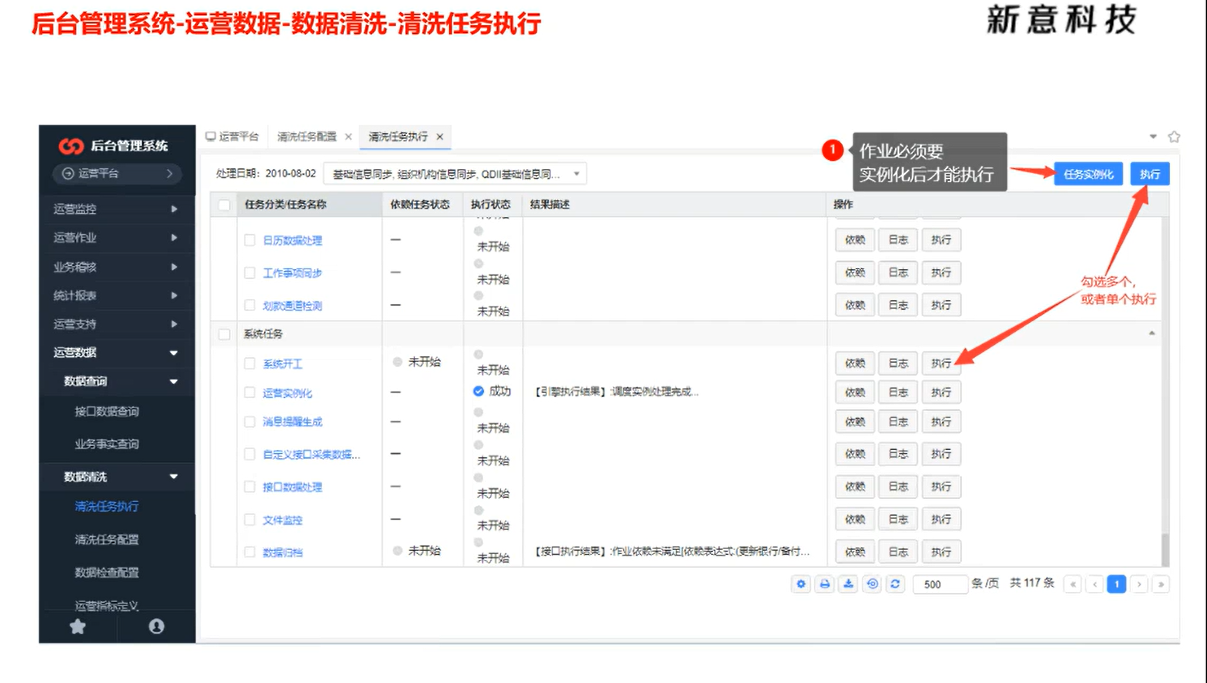 后台管理系统-运营数据-数据清洗-清洗任务执行
新意科技
后台管理系统
运营平台
运营监控
运营作业
业务稽核
统计报表
运营支持
运营数据
数据查询
接口数据查询
业务事实查询
数据清洗
清洗任务执行
清洗任务配置
数据检查配置
运营指标定义
运营平台 清洗任务配置 × 清洗任务执行 ×
处理日期: 2010-08-02 基础信息同步, 组织机构信息同步, QDII基础信息同...
1 作业必须要
实例化后才能执行
任务实例化 执行
任务分类/任务名称 依赖任务状态 执行状态 结果描述 操作
日历数据处理 — 未开始 依赖 日志 执行
工作事项同步 — 未开始 依赖 日志 执行
划款通道检测 — 未开始 依赖 日志 执行
勾选多个,
或者单个执行
系统任务
系统开工 未开始 未开始 依赖 日志 执行
运营实例化 — 成功 【引擎执行结果】:调度实例处理完成... 依赖 日志 执行
消息提醒生成 — 未开始 依赖 日志 执行
自定义接口采集数据... — 未开始 依赖 日志 执行
接口数据处理 — 未开始 依赖 日志 执行
文件监控 — 未开始 依赖 日志 执行
数据归档 未开始 未开始 【接口执行结果】:作业依赖未满足[依赖表达式:(更新银行/备付... 依赖 日志 执行
500 条/页 共 117 条 « ‹ 1 › »